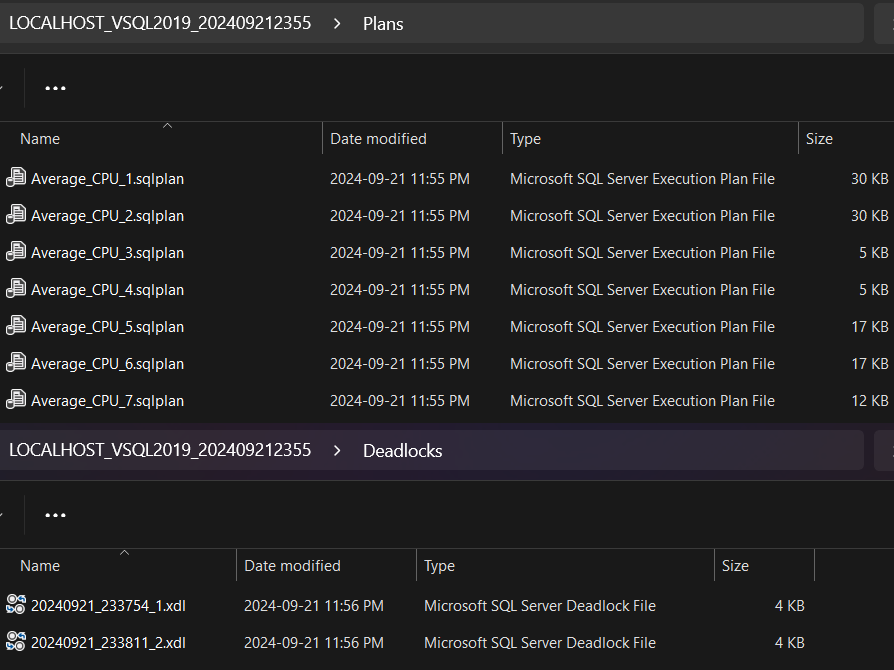 LOCALHOST_VSQL2019_202409212355 > Plans
Name Date modified Type Size
Average_CPU_1.sqlplan 2024-09-21 11:55 PM Microsoft SQL Server Execution Plan File 30 KB
Average_CPU_2.sqlplan 2024-09-21 11:55 PM Microsoft SQL Server Execution Plan File 30 KB
Average_CPU_3.sqlplan 2024-09-21 11:55 PM Microsoft SQL Server Execution Plan File 5 KB
Average_CPU_4.sqlplan 2024-09-21 11:55 PM Microsoft SQL Server Execution Plan File 5 KB
Average_CPU_5.sqlplan 2024-09-21 11:55 PM Microsoft SQL Server Execution Plan File 17 KB
Average_CPU_6.sqlplan 2024-09-21 11:55 PM Microsoft SQL Server Execution Plan File 17 KB
Average_CPU_7.sqlplan 2024-09-21 11:55 PM Microsoft SQL Server Execution Plan File 12 KB
LOCALHOST_VSQL2019_202409212355 > Deadlocks
Name Date modified Type Size
20240921_233754_1.xdl 2024-09-21 11:56 PM Microsoft SQL Server Deadlock File 4 KB
20240921_233811_2.xdl 2024-09-21 11:56 PM Microsoft SQL Server Deadlock File 4 KB